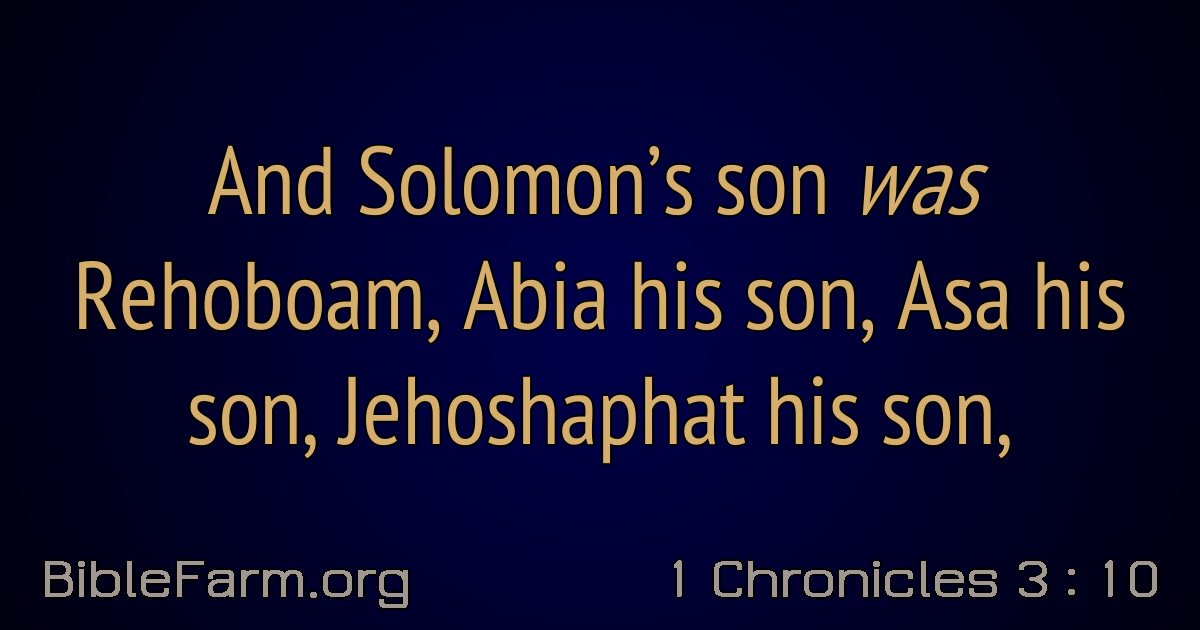 And Solomon’s son was
Rehoboam, Abia his son, Asa his
son, Jehoshaphat his son,
BibleFarm.org
1 Chronicles 3 : 10